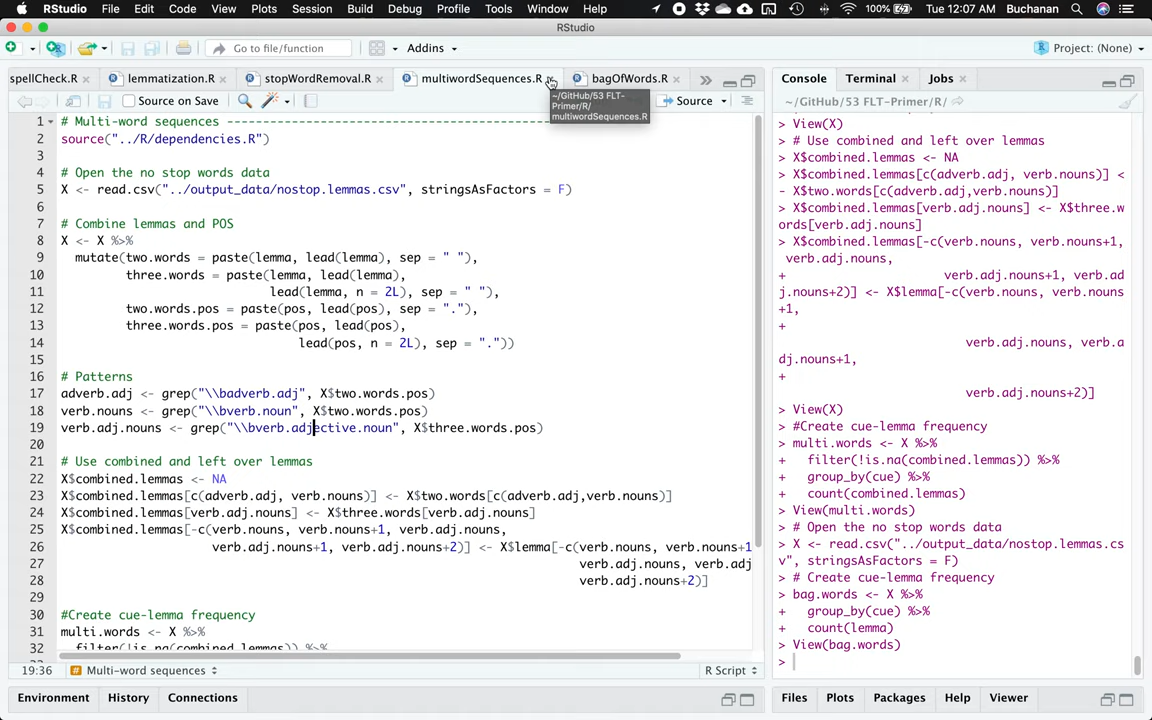 RStudio File Edit Code View Plots Session Build Debug Profile Tools Window Help 100% Tue 12:07 AM Buchanan
RStudio
Go to file/function Addins Project: (None)
spellCheck.R lemmatization.R stopWordRemoval.R multiwordSequences.R bagOfWords.R
Source on Save Source
~/GitHub/53 FLT-
Primer/R/
multiwordSequences.R
1 # Multi-word sequences ------------------------------------------------
2 source("../R/dependencies.R")
3
4 # Open the no stop words data
5 X <- read.csv("../output_data/nostop.lemmas.csv", stringsAsFactors = F)
6
7 # Combine lemmas and POS
8 X <- X %>%
9 mutate(two.words = paste(lemma, lead(lemma), sep = " "),
10 three.words = paste(lemma, lead(lemma),
11 lead(lemma, n = 2L), sep = " "),
12 two.words.pos = paste(pos, lead(pos), sep = "."),
13 three.words.pos = paste(pos, lead(pos),
14 lead(pos, n = 2L), sep = "."))
15
16 # Patterns
17 adverb.adj <- grep("\\badverb.adj", X$two.words.pos)
18 verb.nouns <- grep("\\bverb.noun", X$two.words.pos)
19 verb.adj.nouns <- grep("\\bverb.adjective.noun", X$three.words.pos)
20
21 # Use combined and left over lemmas
22 X$combined.lemmas <- NA
23 X$combined.lemmas[c(adverb.adj, verb.nouns)] <- X$two.words[c(adverb.adj,verb.nouns)]
24 X$combined.lemmas[verb.adj.nouns] <- X$three.words[verb.adj.nouns]
25 X$combined.lemmas[-c(verb.nouns, verb.nouns+1, verb.adj.nouns,
26 verb.adj.nouns+1, verb.adj.nouns+2)] <- X$lemma[-c(verb.nouns, verb.nouns+1
27 verb.adj.nouns, verb.adj
28 verb.adj.nouns+2)]
29
30 #Create cue-lemma frequency
31 multi.words <- X %>%
32 filter(!is.na(combined.lemmas)) %>%
19:36 Multi-word sequences R Script
Environment History Connections
Console Terminal Jobs
~/GitHub/53 FLT-Primer/R/
> View(X)
> # Use combined and left over lemmas
> X$combined.lemmas <- NA
> X$combined.lemmas[c(adverb.adj, verb.nouns)] <
- X$two.words[c(adverb.adj,verb.nouns)]
> X$combined.lemmas[verb.adj.nouns] <- X$three.w
ords[verb.adj.nouns]
> X$combined.lemmas[-c(verb.nouns, verb.nouns+1,
verb.adj.nouns,
+ verb.adj.nouns+1, verb.ad
j.nouns+2)] <- X$lemma[-c(verb.nouns, verb.nouns
+1,
+
verb.adj.nouns, verb.a
dj.nouns+1,
+
verb.adj.nouns+2)]
> View(X)
> #Create cue-lemma frequency
> multi.words <- X %>%
+ filter(!is.na(combined.lemmas)) %>%
+ group_by(cue) %>%
+ count(combined.lemmas)
> View(multi.words)
> # Open the no stop words data
> X <- read.csv("../output_data/nostop.lemmas.cs
v", stringsAsFactors = F)
> # Create cue-lemma frequency
> bag.words <- X %>%
+ group_by(cue) %>%
+ count(lemma)
> View(bag.words)
>
Files Plots Packages Help Viewer